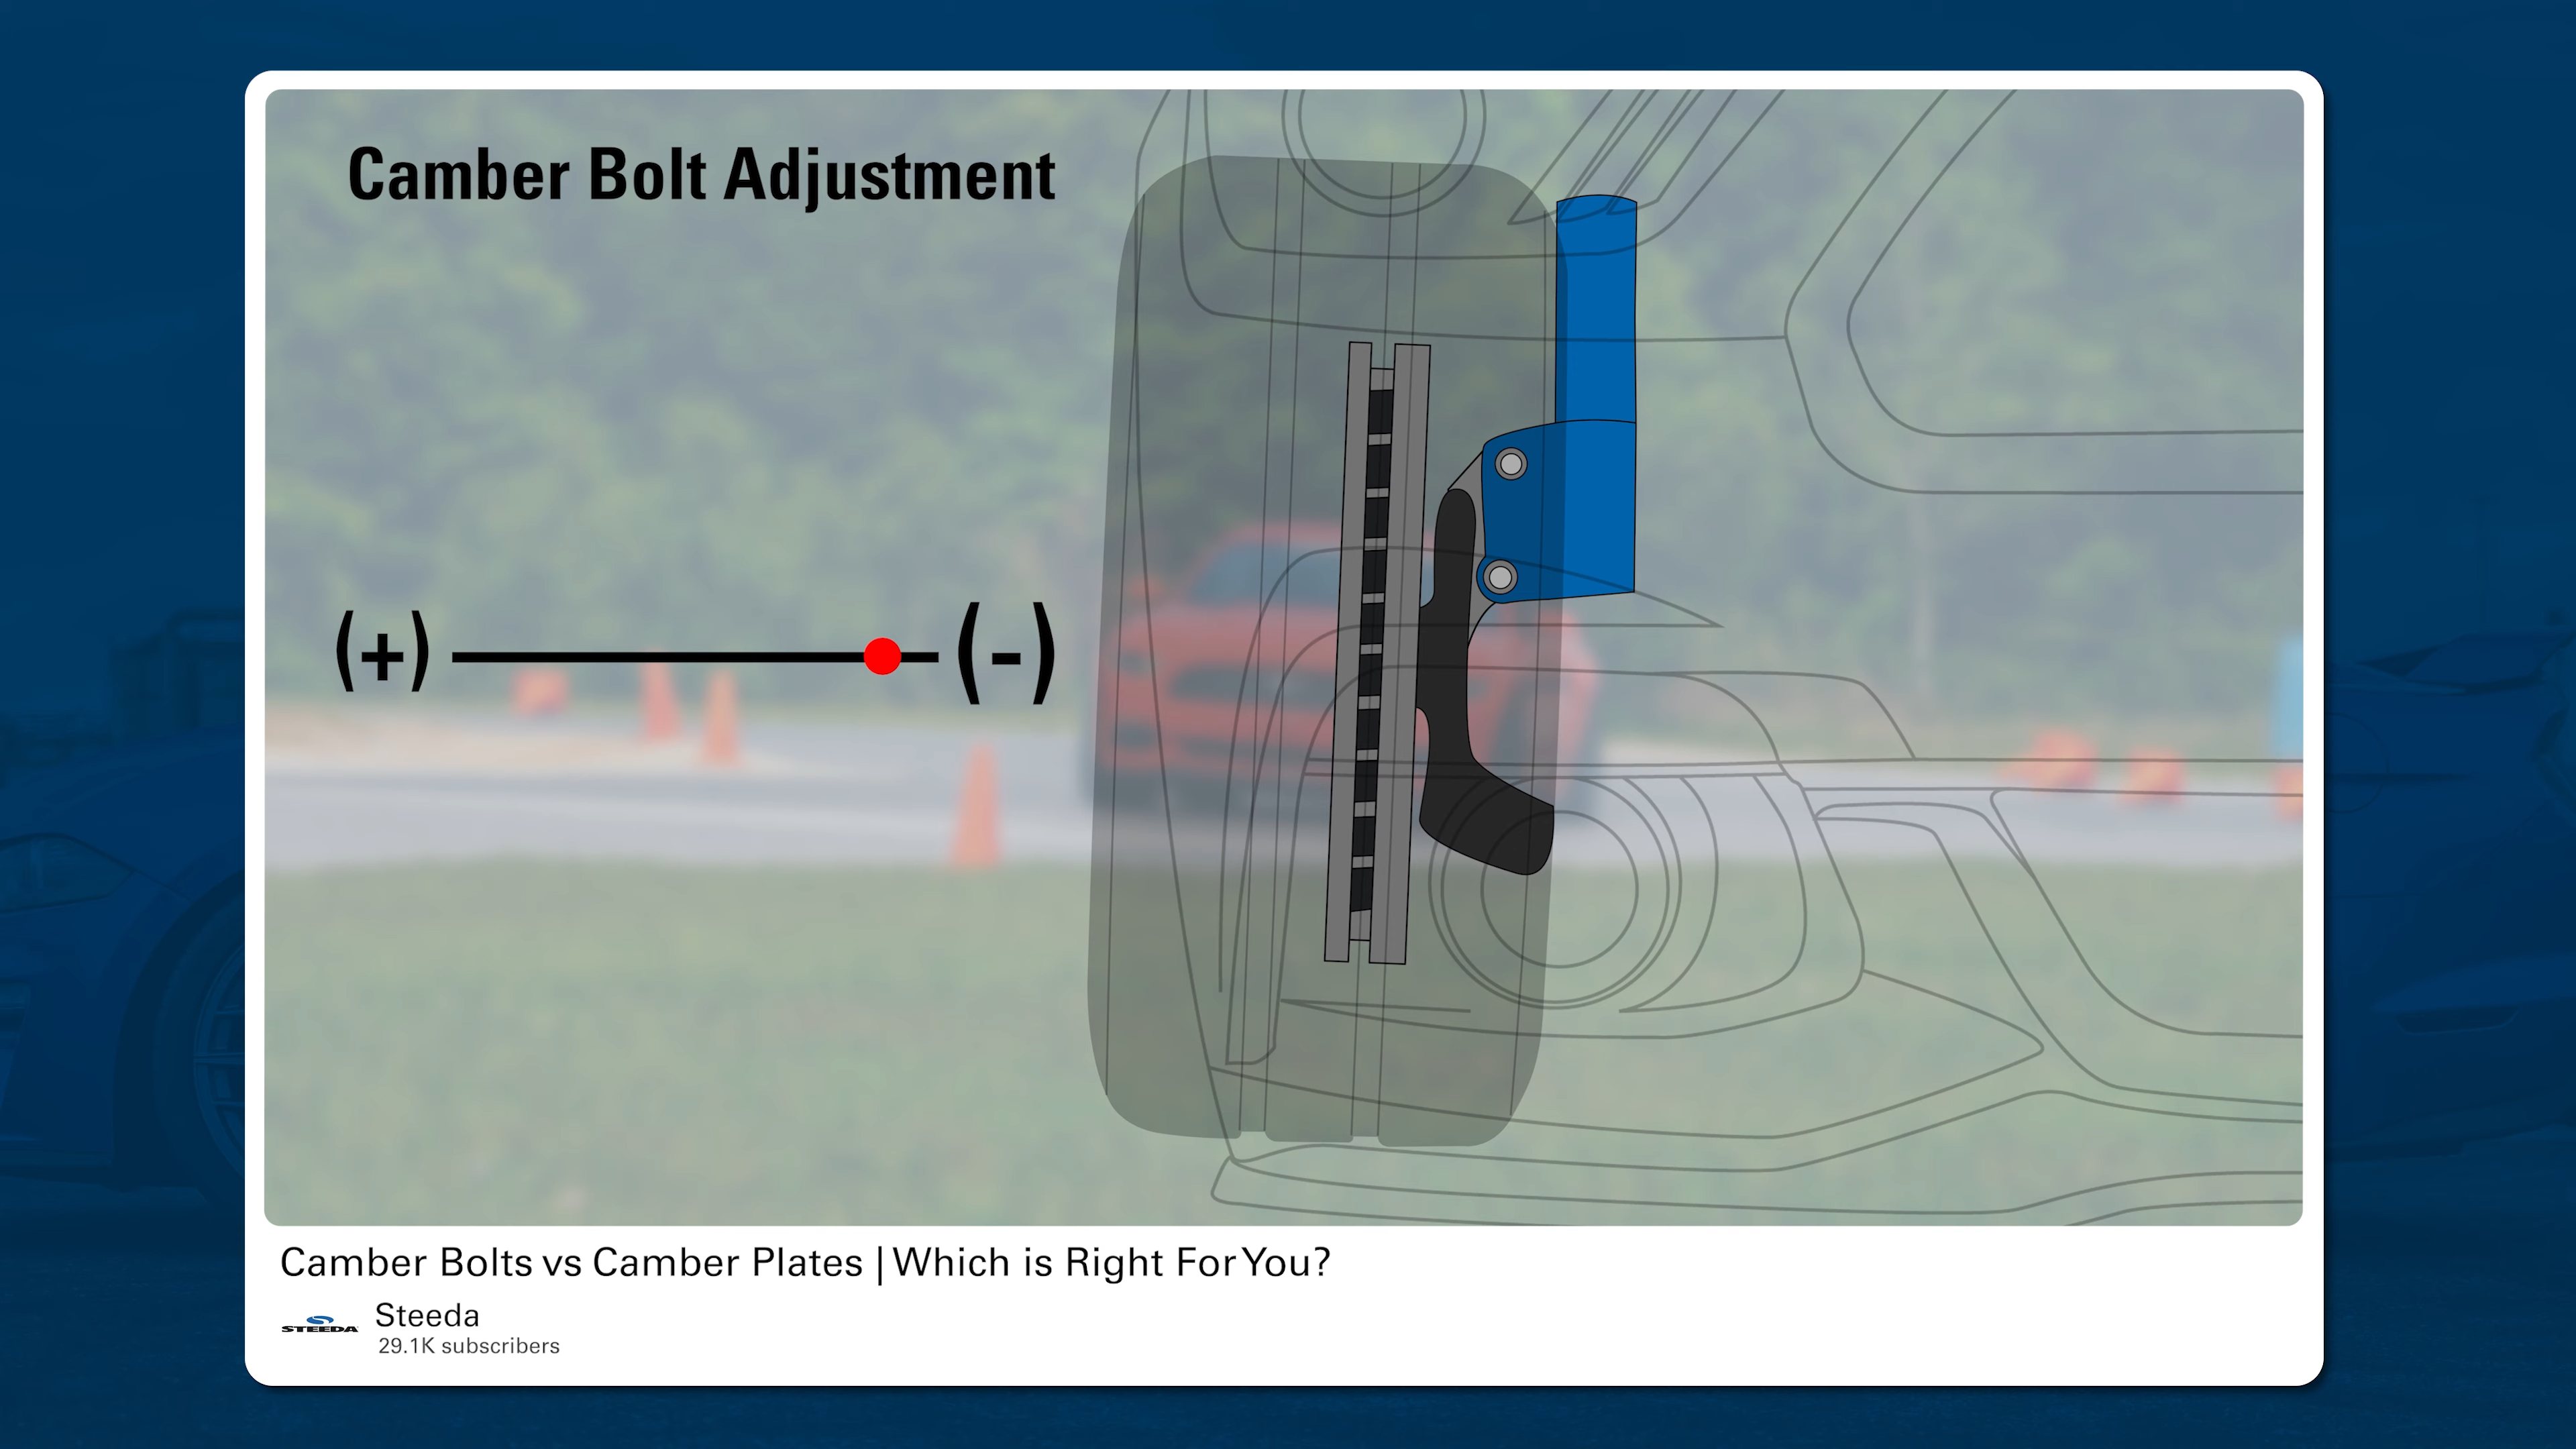 Camber Bolt Adjustment
(+) (-)
Camber Bolts vs Camber Plates | Which is Right For You?
STEEDA
Steeda
29.1K subscribers